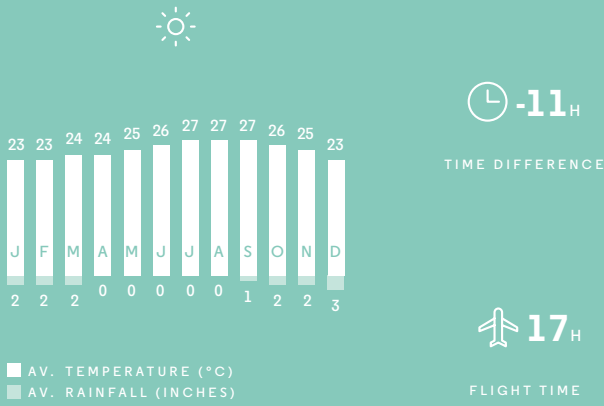 23 23 24 24 25 26 27 27 27 26 25 23
J F M A M J J A S O N D
2 2 2 0 0 0 0 0 1 2 2 3
AV. TEMPERATURE (°C)
AV. RAINFALL (INCHES)
-11H
TIME DIFFERENCE
17H
FLIGHT TIME